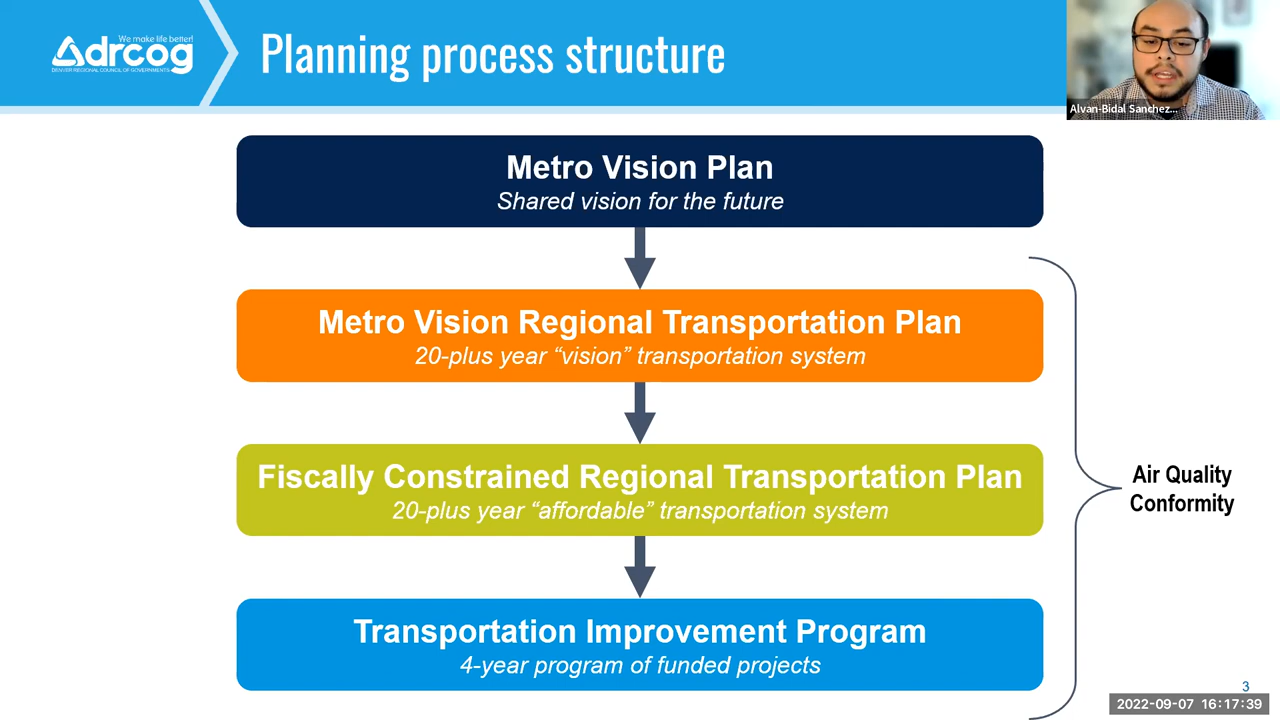 We make life better!
drcog
DENVER REGIONAL COUNCIL OF GOVERNMENTS
Planning process structure
Alvan-Bidal Sanchez...
Metro Vision Plan
Shared vision for the future
Metro Vision Regional Transportation Plan
20-plus year “vision” transportation system
Fiscally Constrained Regional Transportation Plan
20-plus year “affordable” transportation system
Air Quality
Conformity
Transportation Improvement Program
4-year program of funded projects
3
2022-09-07 16:17:39